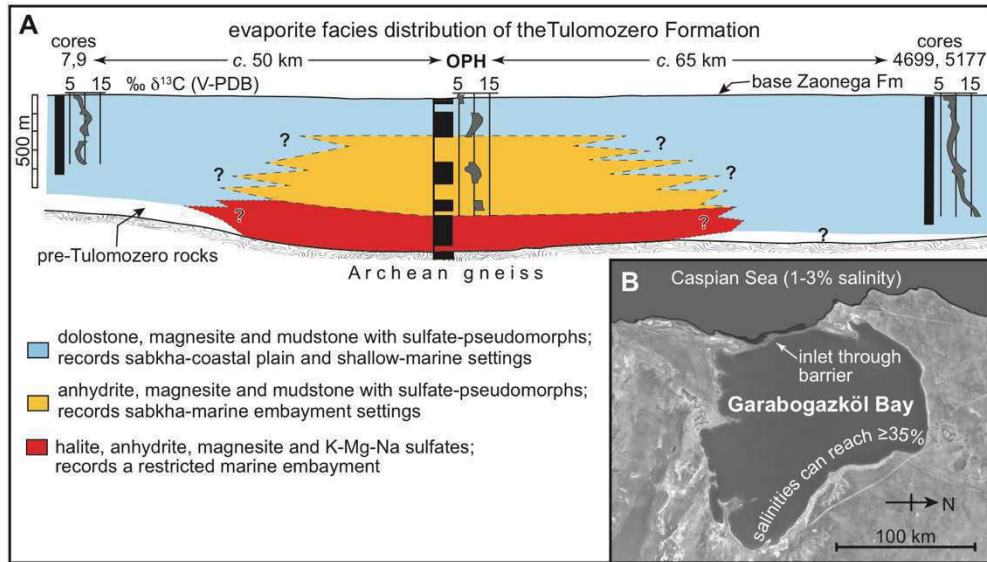 A
evaporite facies distribution of theTulomozero Formation
cores
7,9
c. 50 km
OPH
c. 65 km
cores
4699, 5177
5 15
‰ δ¹³C (V-PDB)
5 15
base Zaonega Fm
5 15
500 m
?
?
?
?
?
?
?
?
pre-Tulomozero rocks
Archean gneiss
dolostone, magnesite and mudstone with sulfate-pseudomorphs;
records sabkha-coastal plain and shallow-marine settings
anhydrite, magnesite and mudstone with sulfate-pseudomorphs;
records sabkha-marine embayment settings
halite, anhydrite, magnesite and K-Mg-Na sulfates;
records a restricted marine embayment
B
Caspian Sea (1-3% salinity)
inlet through
barrier
Garabogazköl Bay
salinities can reach ≥35%
N
100 km